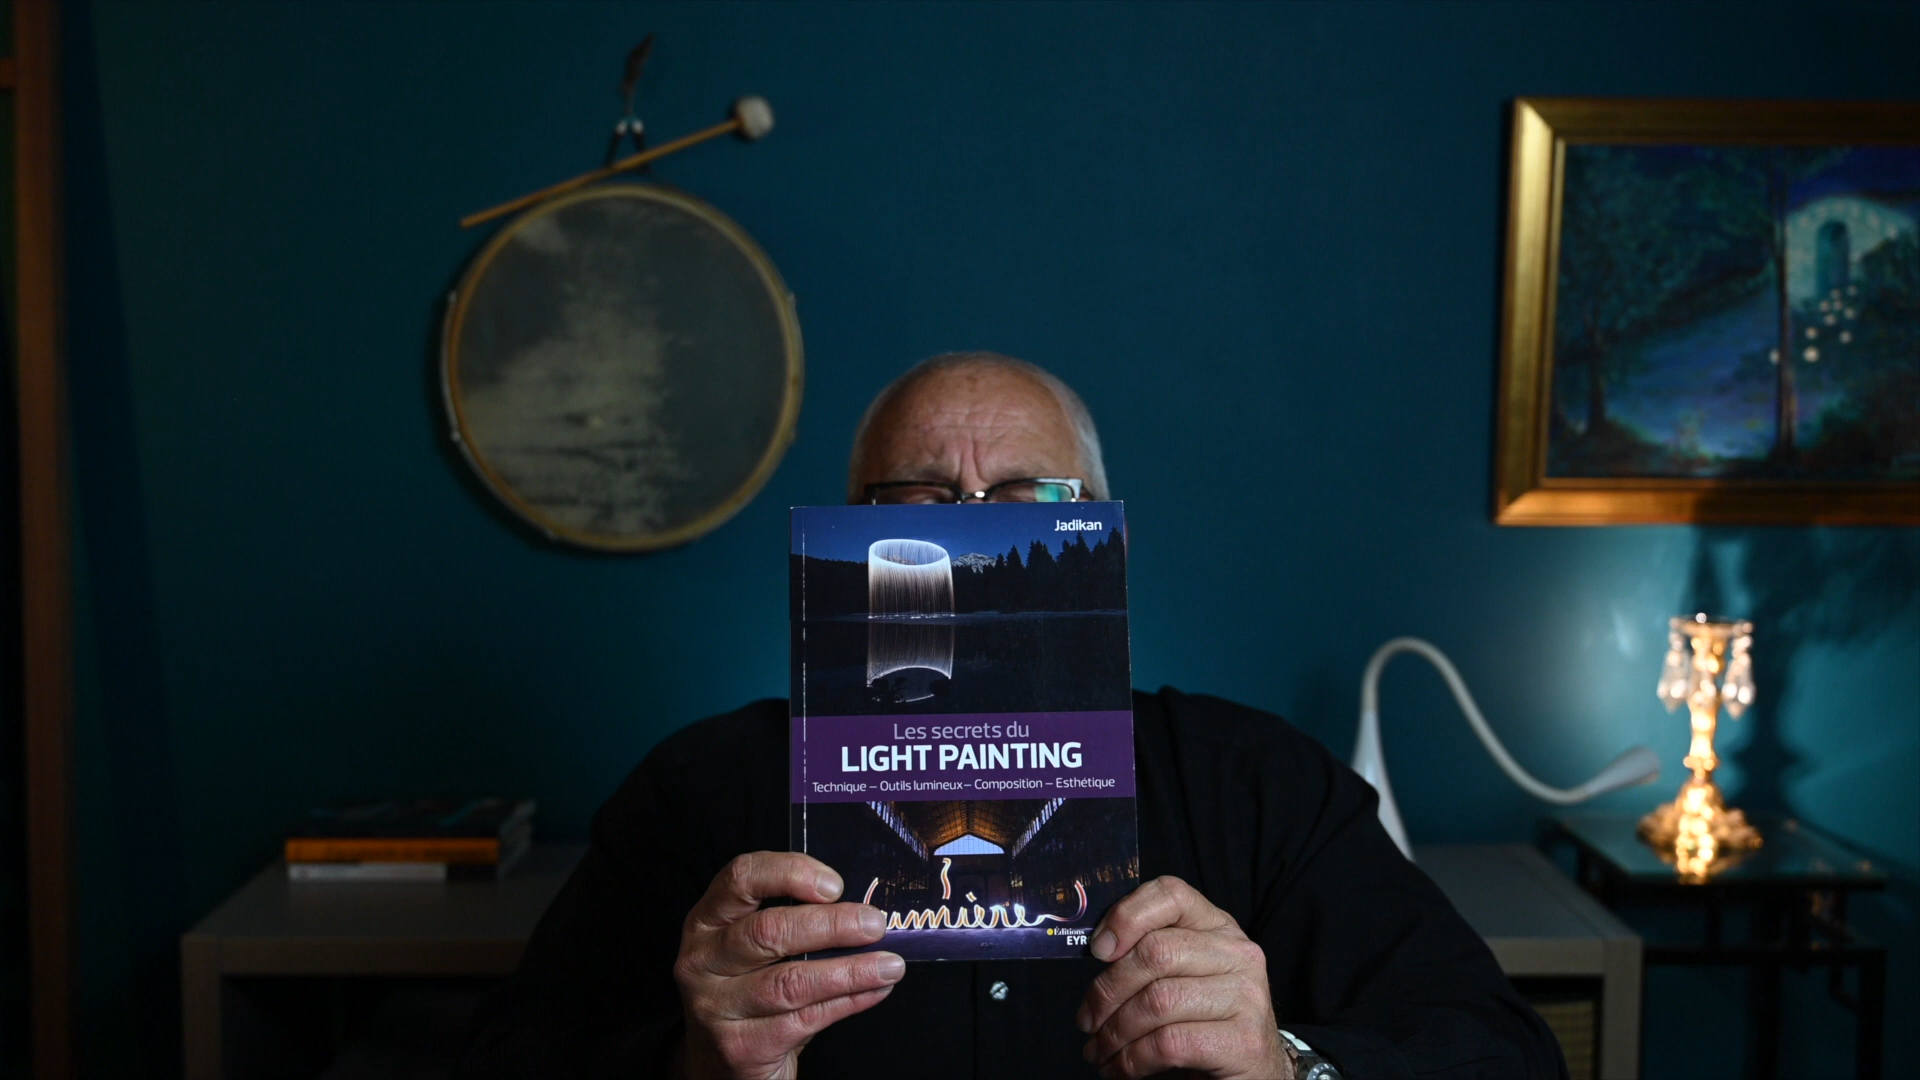 Jadikan
Les secrets du
LIGHT PAINTING
Technique – Outils lumineux – Composition – Esthétique
lumière
Éditions
EYR